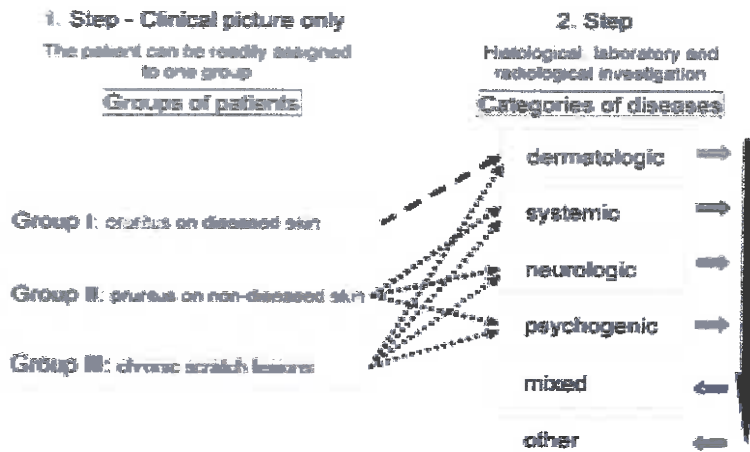 1. Step - Clinical picture only
The patient can be readily assigned
to one group
Groups of patients
Group I: pruritus on diseased skin
Group II: pruritus on non-diseased skin
Group III: chronic scratch lesions
2. Step
Histological, laboratory and
radiological investigation
Categories of diseases
dermatologic
systemic
neurologic
psychogenic
mixed
other